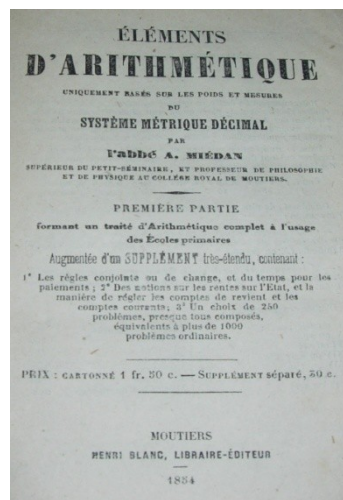 ÉLÉMENTS
D'ARITHMÉTIQUE
UNIQUEMENT BASÉS SUR LES POIDS ET MESURES
DU
SYSTÈME MÉTRIQUE DÉCIMAL
PAR
l'abbé A. MIÉDAN
SUPÉRIEUR DU PETIT-SÉMINAIRE, ET PROFESSEUR DE PHILOSOPHIE
ET DE PHYSIQUE AU COLLÉGE ROYAL DE MOUTIERS.
PREMIÈRE PARTIE
formant un traité d'Arithmétique complet à l'usage
des Écoles primaires
Augmentée d'un SUPPLÉMENT très-étendu, contenant :
1° Les règles conjointe ou de change, et du temps pour les
paiements ; 2° Des notions sur les rentes sur l'Etat, et la
manière de régler les comptes de revient et les
comptes courants; 3° Un choix de 250
problèmes, presque tous composés,
équivalents à plus de 1000
problèmes ordinaires.
PRIX : CARTONNÉ 1 fr. 50 c. — SUPPLÉMENT séparé, 30 c.
MOUTIERS
HENRI BLANC, LIBRAIRE-ÉDITEUR
1854